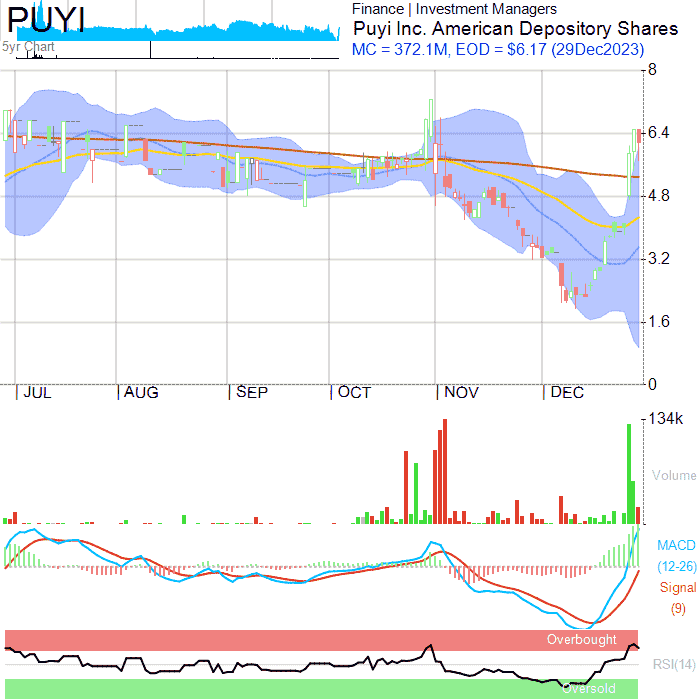 PUYI
5yr Chart
Finance | Investment Managers
Puyi Inc. American Depository Shares
MC = 372.1M, EOD = $6.17 (29Dec2023)
8
6.4
4.8
3.2
1.6
0
JUL AUG SEP OCT NOV DEC
134k
Volume
MACD
(12-26)
Signal
(9)
Overbought
RSI(14)
Oversold